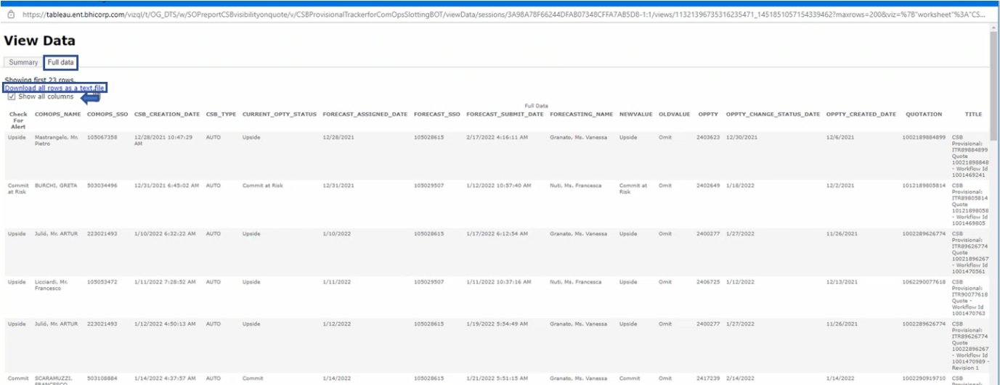 https://tableau.ent.bhicorp.com/vizql/t/OG_DTS/w/SOPreportCSBvisibilityonquote/v/CSBProvisionalTrackerforComOpsSlottingBOT/viewData/sessions/3A98A78F66244DFAB07348CFFA7AB5D8-1:1/views/11321396735316235471_1451851057154339462?maxrows=200&viz=%7B"worksheet"%3A"CS...
View Data
Summary Full data
Showing first 23 rows.
Download all rows as a text file
Show all columns
Full Data
Check For Alert COMOPS_NAME COMOPS_SSO CSB_CREATION_DATE CSB_TYPE CURRENT_OPTY_STATUS FORECAST_ASSIGNED_DATE FORECAST_SSO FORECAST_SUBMIT_DATE FORECASTING_NAME NEWVALUE OLDVALUE OPPTY OPPTY_CHANGE_STATUS_DATE OPPTY_CREATED_DATE QUOTATION TITLE
Upside Mastrangelo, Mr. Pietro 105067358 12/28/2021 10:47:29 AM AUTO Upside 12/28/2021 105028615 2/17/2022 4:16:11 AM Granato, Ms. Vanessa Upside Omit 2403623 12/30/2021 12/6/2021 1002189884899 CSB
Provisional:
ITR89884899
Quote
10021898848
- Workflow Id
1001469241
Commit at Risk BURCHI, GRETA 503034496 12/31/2021 6:45:02 AM AUTO Commit at Risk 12/31/2021 105029507 1/12/2022 10:57:40 AM Nuti, Ms. Francesca Commit at Risk Omit 2402649 1/18/2022 12/2/2021 1012189805814 CSB
Provisional:
ITR89805814
Quote
10121898058
- Workflow Id
1001469805
Upside Julió, Mr. ARTUR 223021493 1/10/2022 6:32:22 AM AUTO Upside 1/10/2022 105028615 1/17/2022 6:12:54 AM Granato, Ms. Vanessa Upside Omit 2400277 1/27/2022 11/26/2021 1002289626774 CSB
Provisional:
ITR89626774
Quote
10021896267
- Workflow Id
1001470561
Upside Licciardi, Mr. Francesco 105053472 1/11/2022 7:28:52 AM AUTO Upside 1/11/2022 105029507 1/11/2022 10:37:16 AM Nuti, Ms. Francesca Upside Omit 2406725 1/12/2022 12/13/2021 1062290077618 CSB
Provisional:
ITR90077618
Quote -
Workflow Id
1001470763
Upside Julió, Mr. ARTUR 223021493 1/12/2022 4:50:13 AM AUTO Upside 1/12/2022 105028615 1/19/2022 5:54:49 AM Granato, Ms. Vanessa Upside Omit 2400277 1/27/2022 11/26/2021 1002289626774 CSB
Provisional:
ITR89626774
Quote
10022896267
- Workflow Id
1001470989 -
Revision 1
Commit SCARAMUZZI, FRANCESCO 503108884 1/14/2022 4:37:57 AM AUTO Commit 1/14/2022 105028615 1/21/2022 5:51:15 AM Granato, Ms. Vanessa Commit Omit 2417239 2/14/2022 1/14/2022 1002290919710 CSB
Provisional: